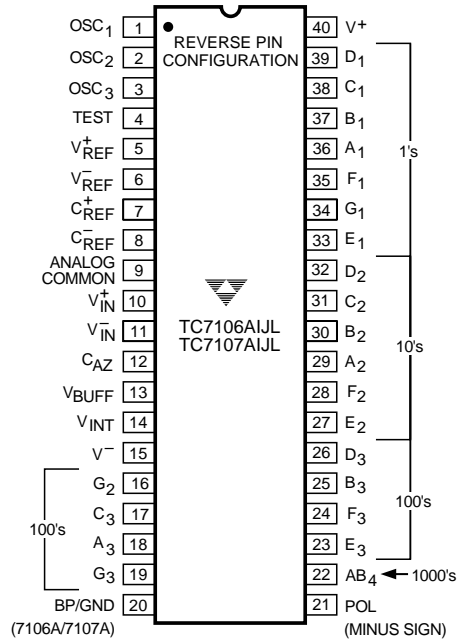 OSC1 1
OSC2 2
OSC3 3
TEST 4
V+REF 5
V−REF 6
C+REF 7
C−REF 8
ANALOG
COMMON 9
V+IN 10
V−IN 11
CAZ 12
VBUFF 13
VINT 14
V− 15
G2 16
C3 17
A3 18
G3 19
100's
BP/GND 20
(7106A/7107A)
REVERSE PIN
CONFIGURATION
TC7106AIJL
TC7107AIJL
40 V+
39 D1
38 C1
37 B1
36 A1
35 F1
34 G1
33 E1
1's
32 D2
31 C2
30 B2
29 A2
28 F2
27 E2
10's
26 D3
25 B3
24 F3
23 E3
100's
22 AB4 1000's
21 POL
(MINUS SIGN)